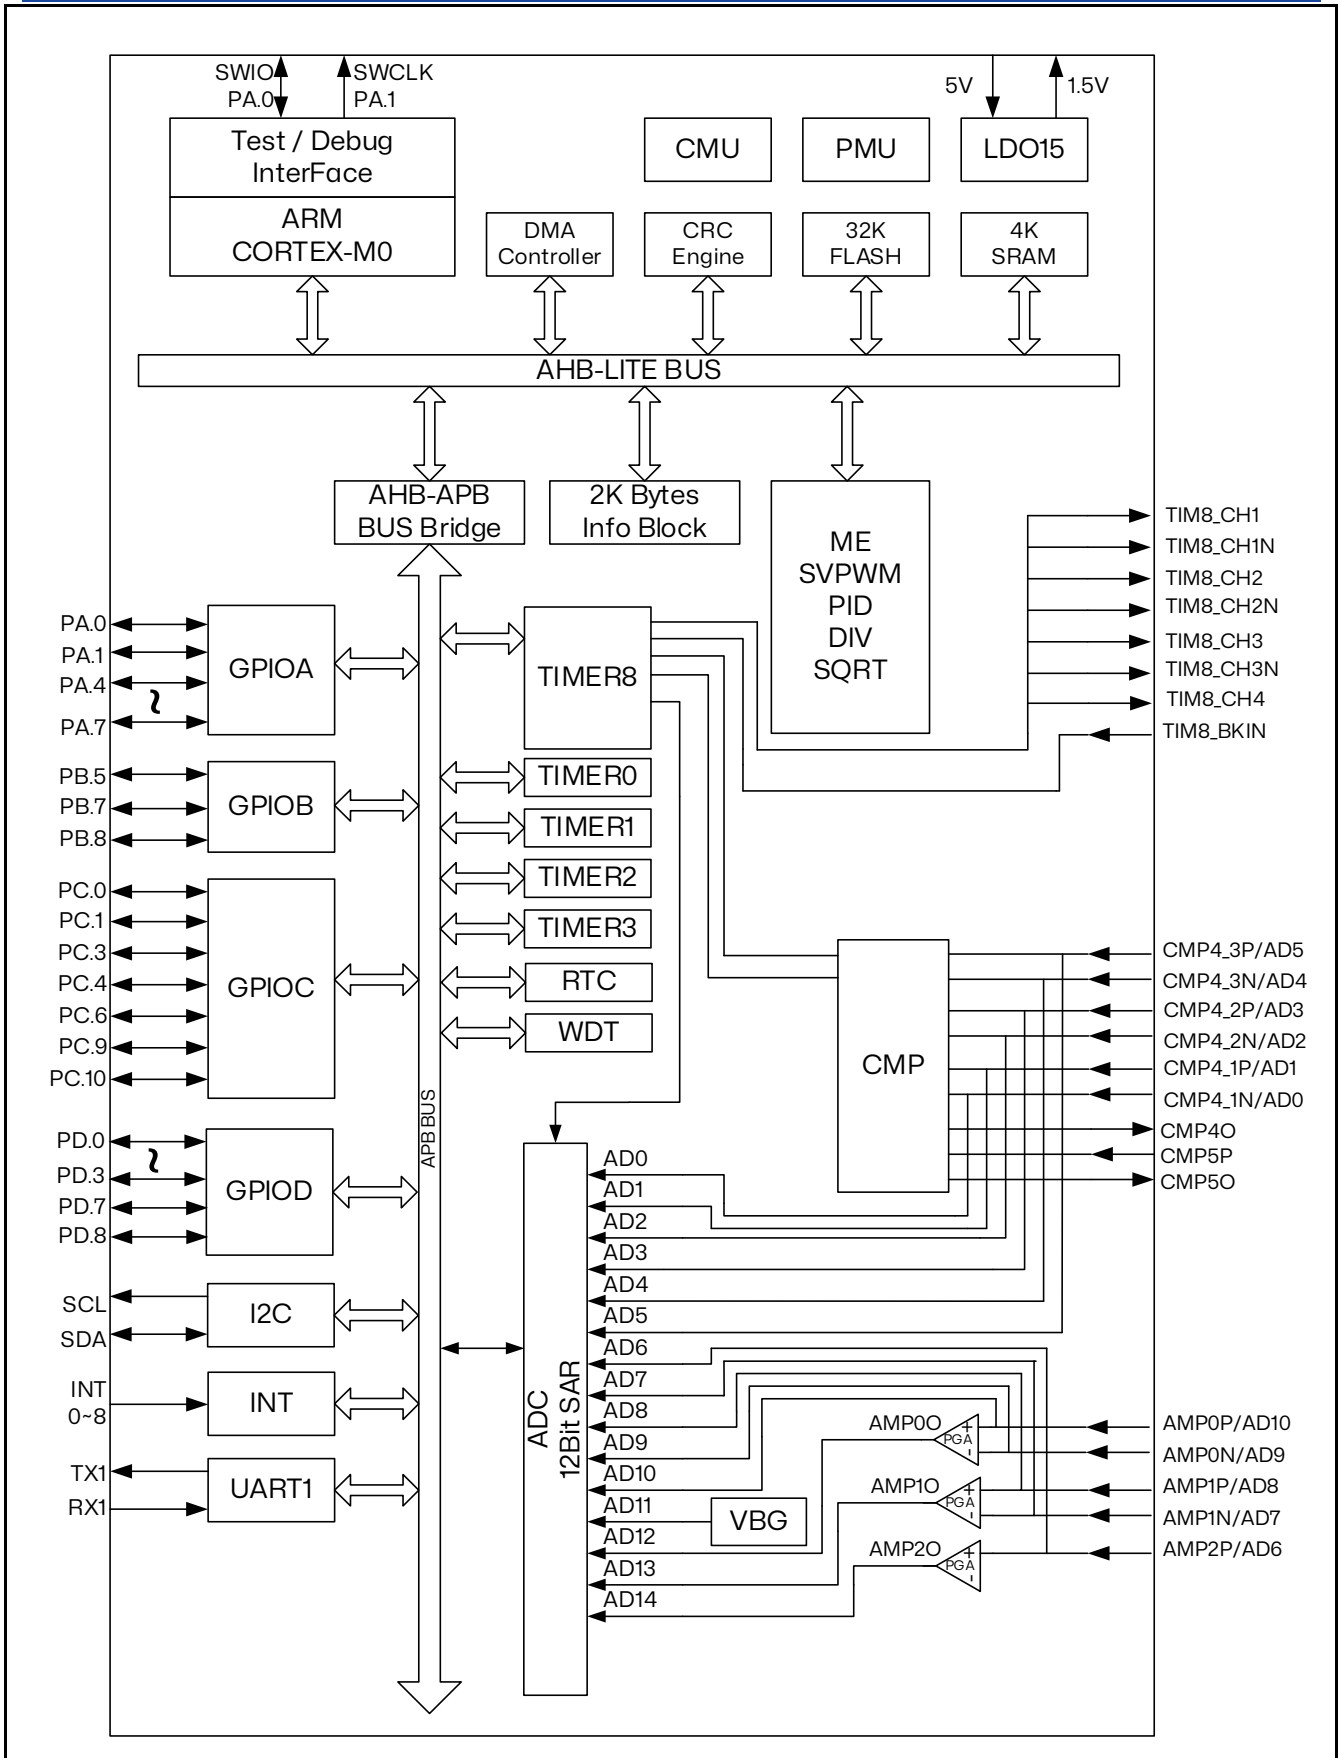 SWIO
PA.0
SWCLK
PA.1
5V
1.5V
Test / Debug
InterFace
ARM
CORTEX-M0
CMU
PMU
LDO15
DMA
Controller
CRC
Engine
32K
FLASH
4K
SRAM
AHB-LITE BUS
AHB-APB
BUS Bridge
2K Bytes
Info Block
ME
SVPWM
PID
DIV
SQRT
TIM8_CH1
TIM8_CH1N
TIM8_CH2
TIM8_CH2N
TIM8_CH3
TIM8_CH3N
TIM8_CH4
TIM8_BKIN
PA.0
PA.1
PA.4
~
PA.7
GPIOA
PB.5
PB.7
PB.8
GPIOB
PC.0
PC.1
PC.3
PC.4
PC.6
PC.9
PC.10
GPIOC
PD.0
~
PD.3
PD.7
PD.8
GPIOD
SCL
SDA
I2C
INT
0~8
INT
TX1
RX1
UART1
APB BUS
TIMER8
TIMER0
TIMER1
TIMER2
TIMER3
RTC
WDT
CMP
CMP4_3P/AD5
CMP4_3N/AD4
CMP4_2P/AD3
CMP4_2N/AD2
CMP4_1P/AD1
CMP4_1N/AD0
CMP4O
CMP5P
CMP5O
ADC
12Bit SAR
AD0
AD1
AD2
AD3
AD4
AD5
AD6
AD7
AD8
AD9
AD10
AD11
AD12
AD13
AD14
VBG
AMP0O
+
PGA
-
AMP1O
+
PGA
-
AMP2O
+
PGA
-
AMP0P/AD10
AMP0N/AD9
AMP1P/AD8
AMP1N/AD7
AMP2P/AD6